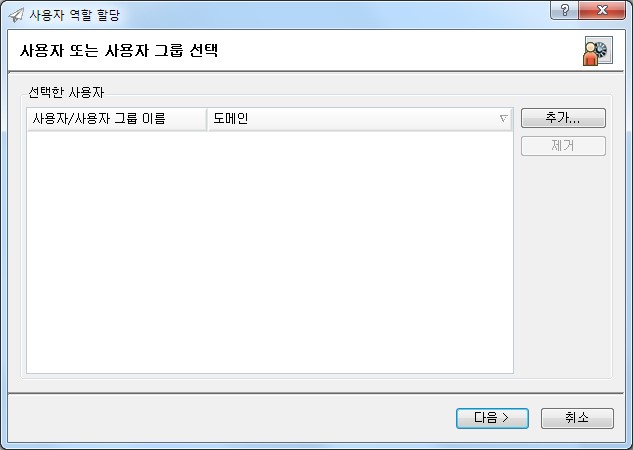 사용자 역할 할당
사용자 또는 사용자 그룹 선택
선택한 사용자
사용자/사용자 그룹 이름 도메인
추가...
제거
다음 > 취소